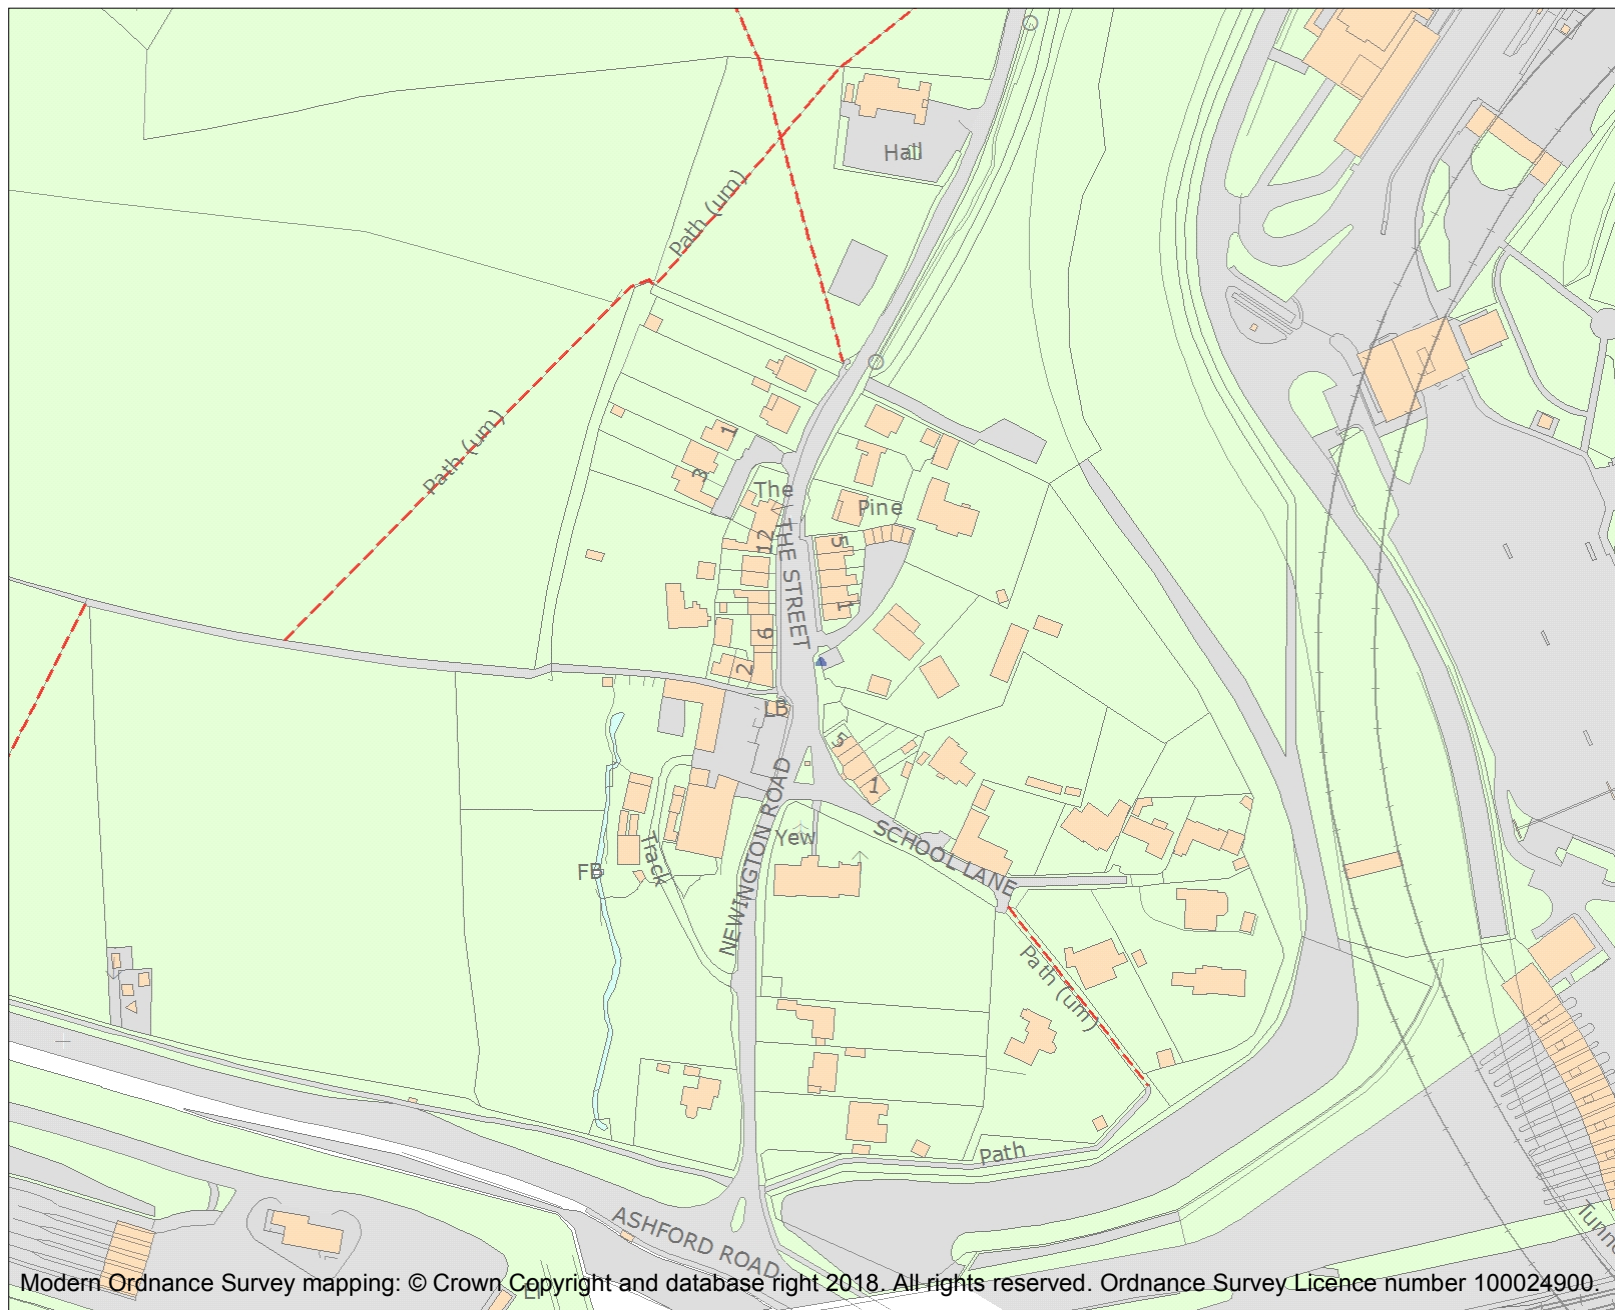 Hall
Path (um)
Path (um)
1
3
The
Pine
12
5
THE STREET
1
6
2
LB
5
1
NEWINGTON ROAD
Yew
SCHOOL LANE
Track
FB
Path (um)
Path
ASHFORD ROAD
Modern Ordnance Survey mapping: © Crown Copyright and database right 2018. All rights reserved. Ordnance Survey Licence number 100024900.